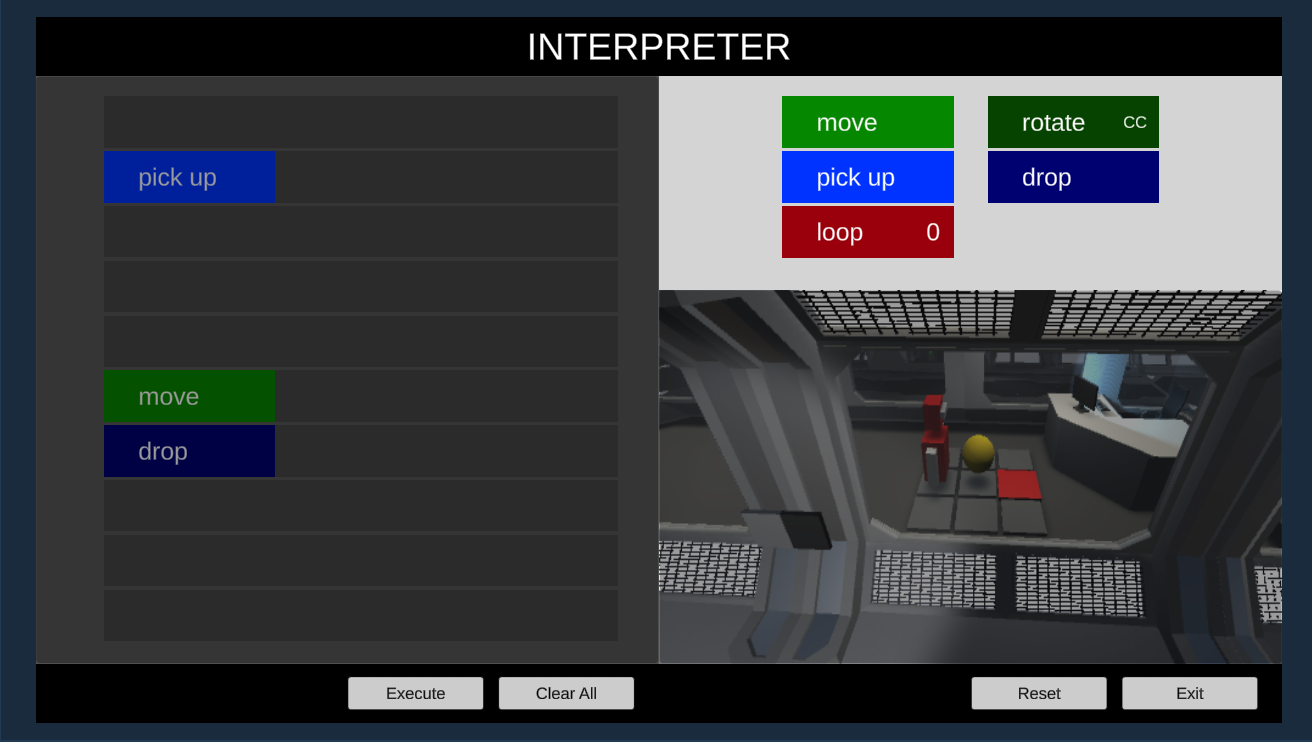 INTERPRETER
pick up
move
drop
move
rotate CC
pick up
drop
loop 0
Execute
Clear All
Reset
Exit